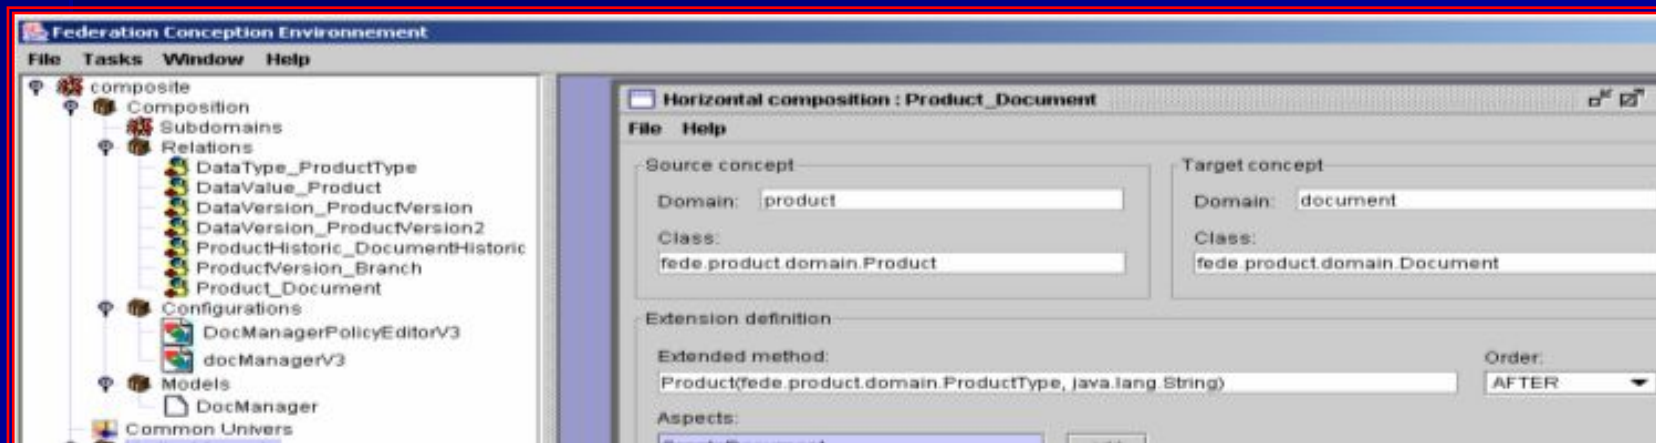 Federation Conception Environnement
File Tasks Window Help
composite
Composition
Subdomains
Relations
DataType_ProductType
DataValue_Product
DataVersion_ProductVersion
DataVersion_ProductVersion2
ProductHistoric_DocumentHistoric
ProductVersion_Branch
Product_Document
Configurations
DocManagerPolicyEditorV3
docManagerV3
Models
DocManager
Common Univers
Horizontal composition : Product_Document
File Help
Source concept
Domain: product
Class:
fede.product.domain.Product
Target concept
Domain: document
Class:
fede.product.domain.Document
Extension definition
Extended method:
Product(fede.product.domain.ProductType, java.lang.String)
Order:
AFTER
Aspects: